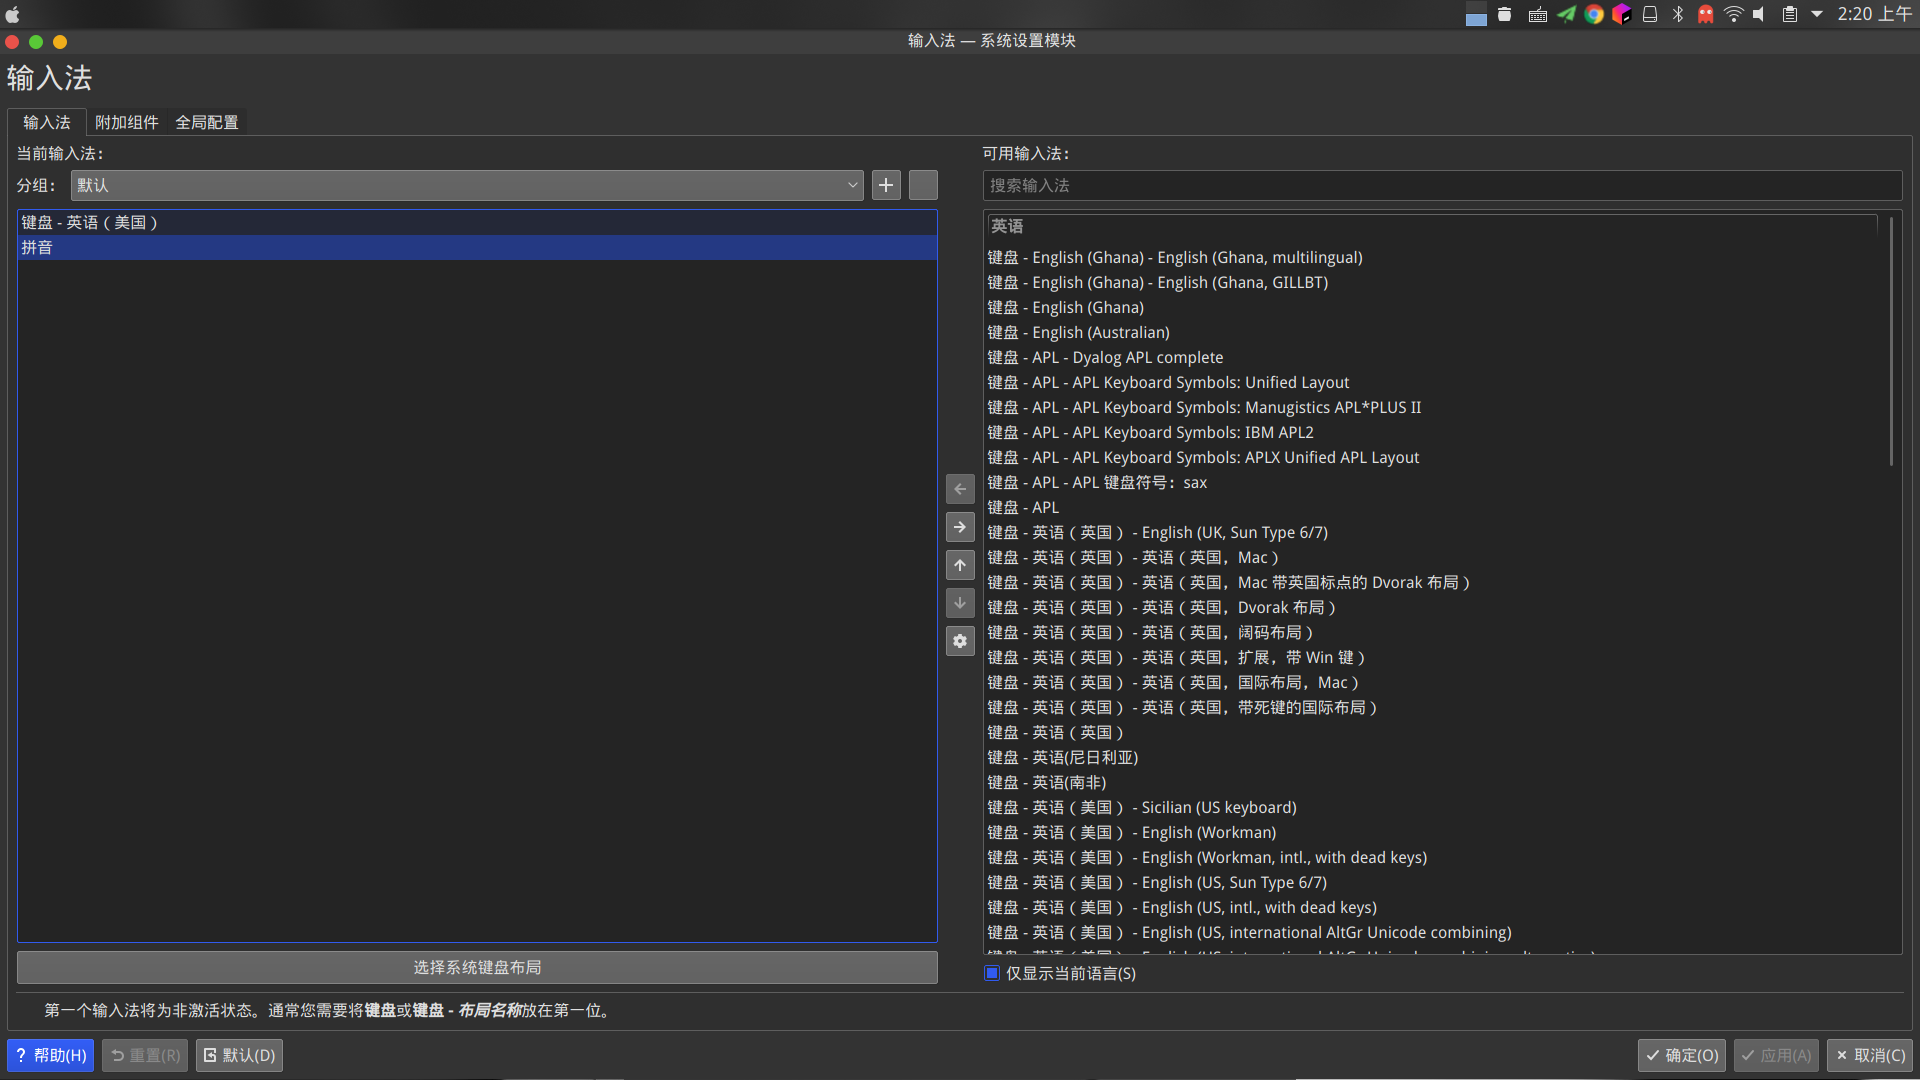 2:20 上午
输入法 — 系统设置模块
输入法
输入法 附加组件 全局配置
当前输入法：
分组： 默认
键盘 - 英语（美国）
拼音
选择系统键盘布局
可用输入法：
搜索输入法
英语
键盘 - English (Ghana) - English (Ghana, multilingual)
键盘 - English (Ghana) - English (Ghana, GILLBT)
键盘 - English (Ghana)
键盘 - English (Australian)
键盘 - APL - Dyalog APL complete
键盘 - APL - APL Keyboard Symbols: Unified Layout
键盘 - APL - APL Keyboard Symbols: Manugistics APL*PLUS II
键盘 - APL - APL Keyboard Symbols: IBM APL2
键盘 - APL - APL Keyboard Symbols: APLX Unified APL Layout
键盘 - APL - APL 键盘符号：sax
键盘 - APL
键盘 - 英语（英国） - English (UK, Sun Type 6/7)
键盘 - 英语（英国） - 英语（英国，Mac）
键盘 - 英语（英国） - 英语（英国，Mac 带英国标点的 Dvorak 布局）
键盘 - 英语（英国） - 英语（英国，Dvorak 布局）
键盘 - 英语（英国） - 英语（英国，阔码布局）
键盘 - 英语（英国） - 英语（英国，扩展，带 Win 键）
键盘 - 英语（英国） - 英语（英国，国际布局，Mac）
键盘 - 英语（英国） - 英语（英国，带死键的国际布局）
键盘 - 英语（英国）
键盘 - 英语(尼日利亚)
键盘 - 英语(南非)
键盘 - 英语（美国） - Sicilian (US keyboard)
键盘 - 英语（美国） - English (Workman)
键盘 - 英语（美国） - English (Workman, intl., with dead keys)
键盘 - 英语（美国） - English (US, Sun Type 6/7)
键盘 - 英语（美国） - English (US, intl., with dead keys)
键盘 - 英语（美国） - English (US, international AltGr Unicode combining)
仅显示当前语言(S)
第一个输入法将为非激活状态。通常您需要将键盘或键盘 - 布局名称放在第一位。
? 帮助(H) 重置(R) 默认(D) 确定(O) 应用(A) 取消(C)